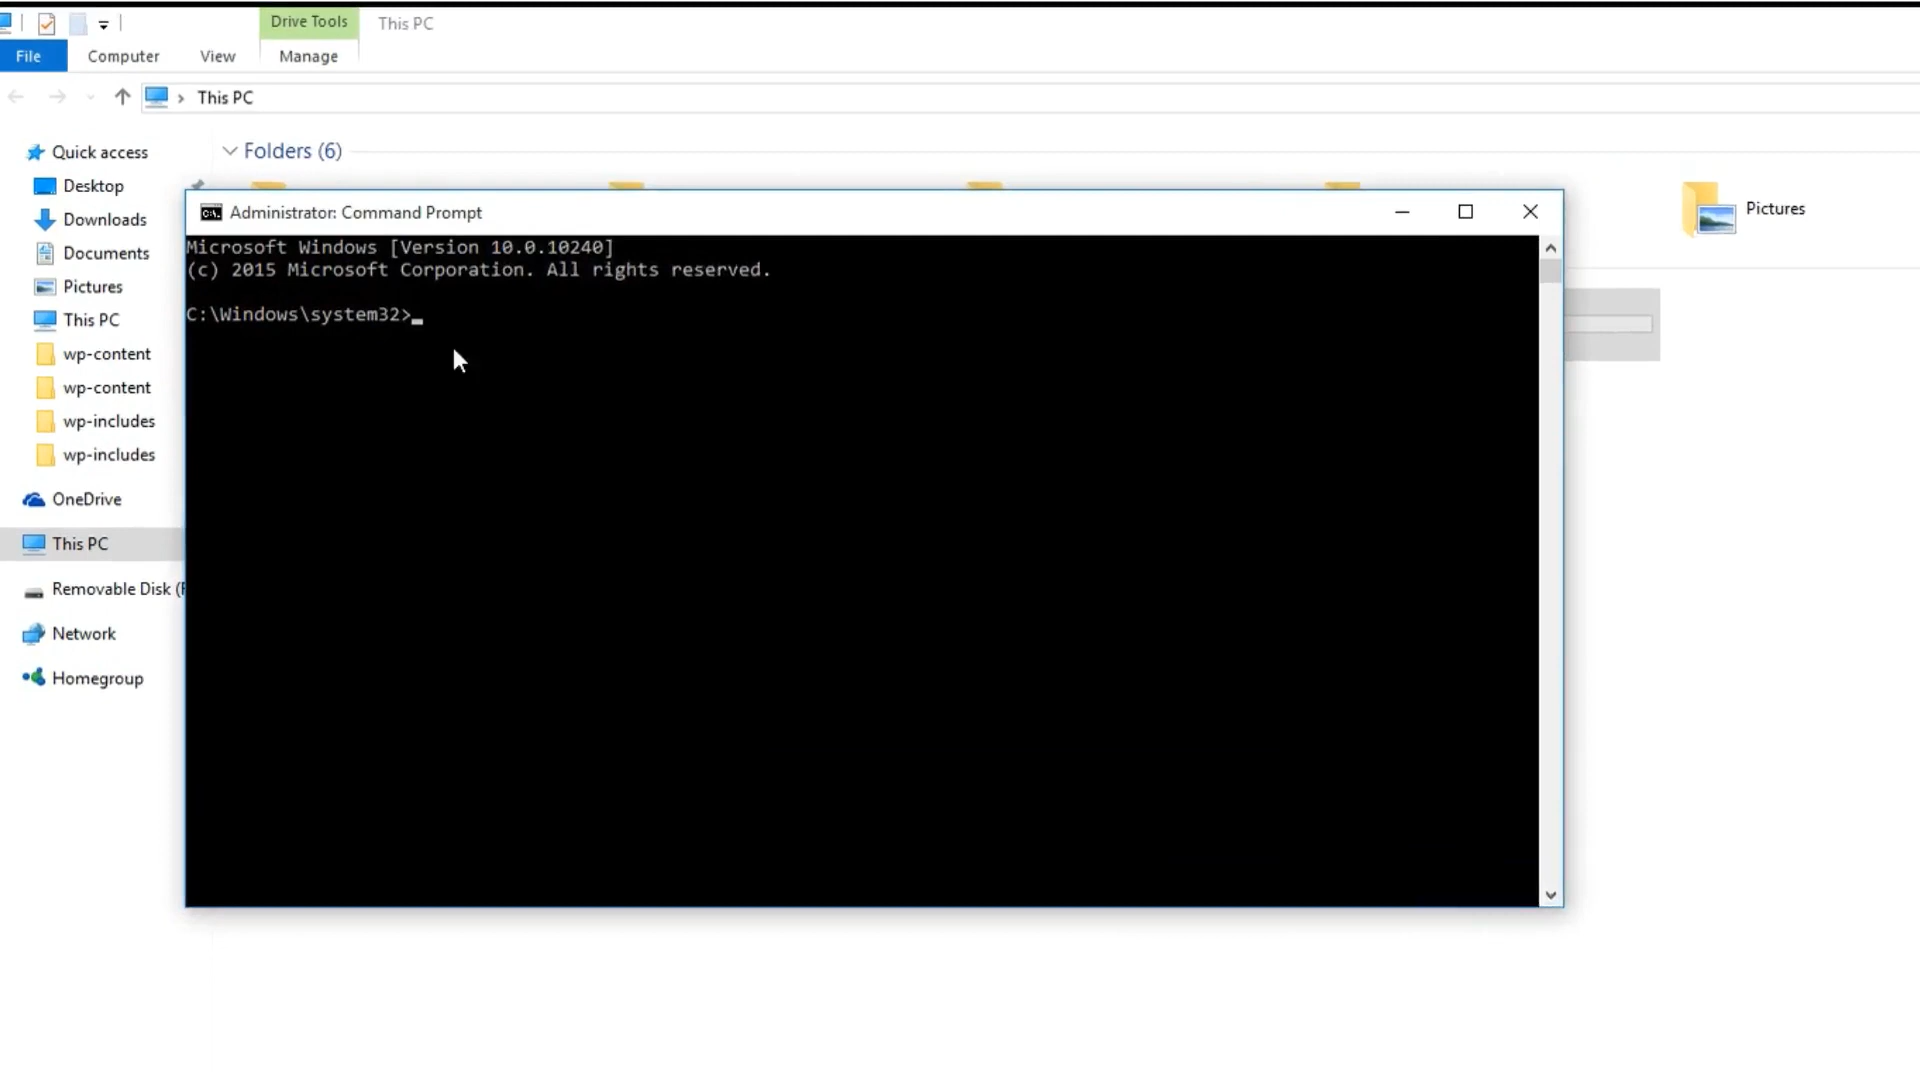 Drive Tools
This PC
File
Computer
View
Manage
This PC
Quick access
Desktop
Downloads
Documents
Pictures
This PC
wp-content
wp-content
wp-includes
wp-includes
OneDrive
This PC
Removable Disk (
Network
Homegroup
Folders (6)
Pictures
Administrator: Command Prompt
Microsoft Windows [Version 10.0.10240]
(c) 2015 Microsoft Corporation. All rights reserved.
C:\Windows\system32>